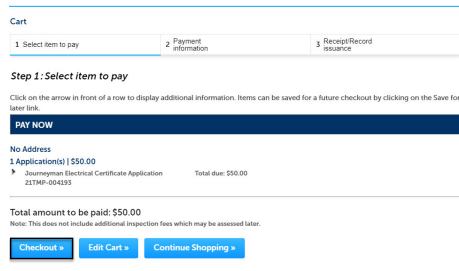 Cart
1 Select item to pay
2 Payment information
3 Receipt/Record issuance
Step 1: Select item to pay
Click on the arrow in front of a row to display additional information. Items can be saved for a future checkout by clicking on the Save for
later link.
PAY NOW
No Address
1 Application(s) | $50.00
Journeyman Electrical Certificate Application Total due: $50.00
21TMP-004193
Total amount to be paid: $50.00
Note: This does not include additional inspection fees which may be assessed later.
Checkout » Edit Cart » Continue Shopping »